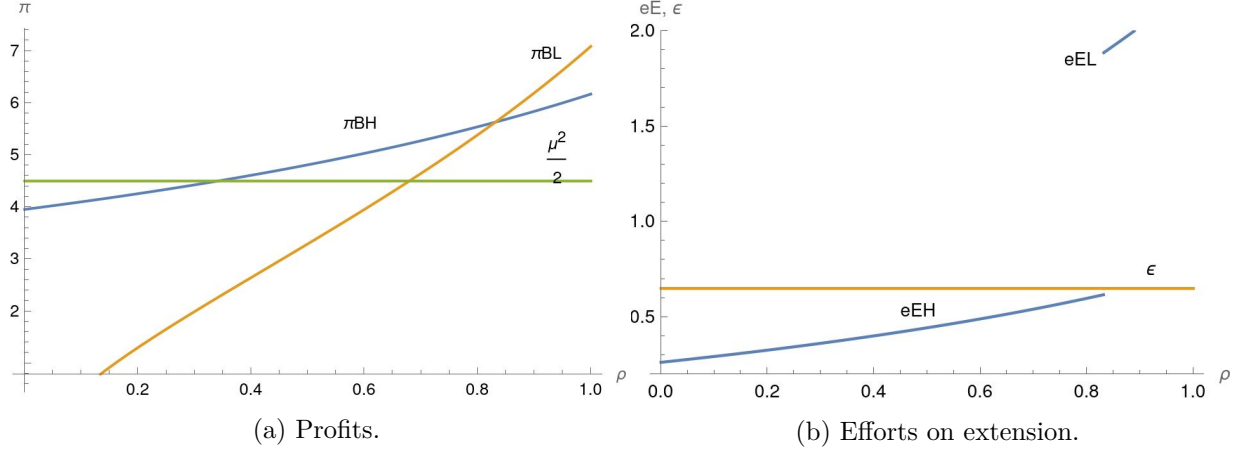 π
7
6
5
4
3
2
πBL
πBH
μ²
2
0.2 0.4 0.6 0.8 1.0 ρ
(a) Profits.
eE, ϵ
2.0
1.5
1.0
0.5
eEL
ϵ
eEH
0.0 0.2 0.4 0.6 0.8 1.0 ρ
(b) Efforts on extension.